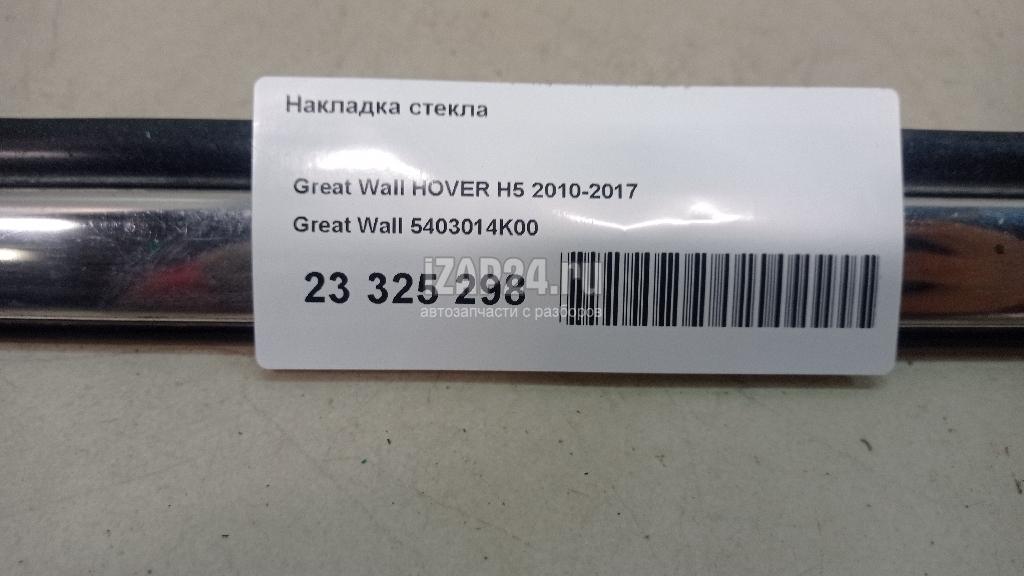 Накладка стекла
Great Wall HOVER H5 2010-2017
Great Wall 5403014K00
23 325 298
iZAP24.ru
автозапчасти с разборов